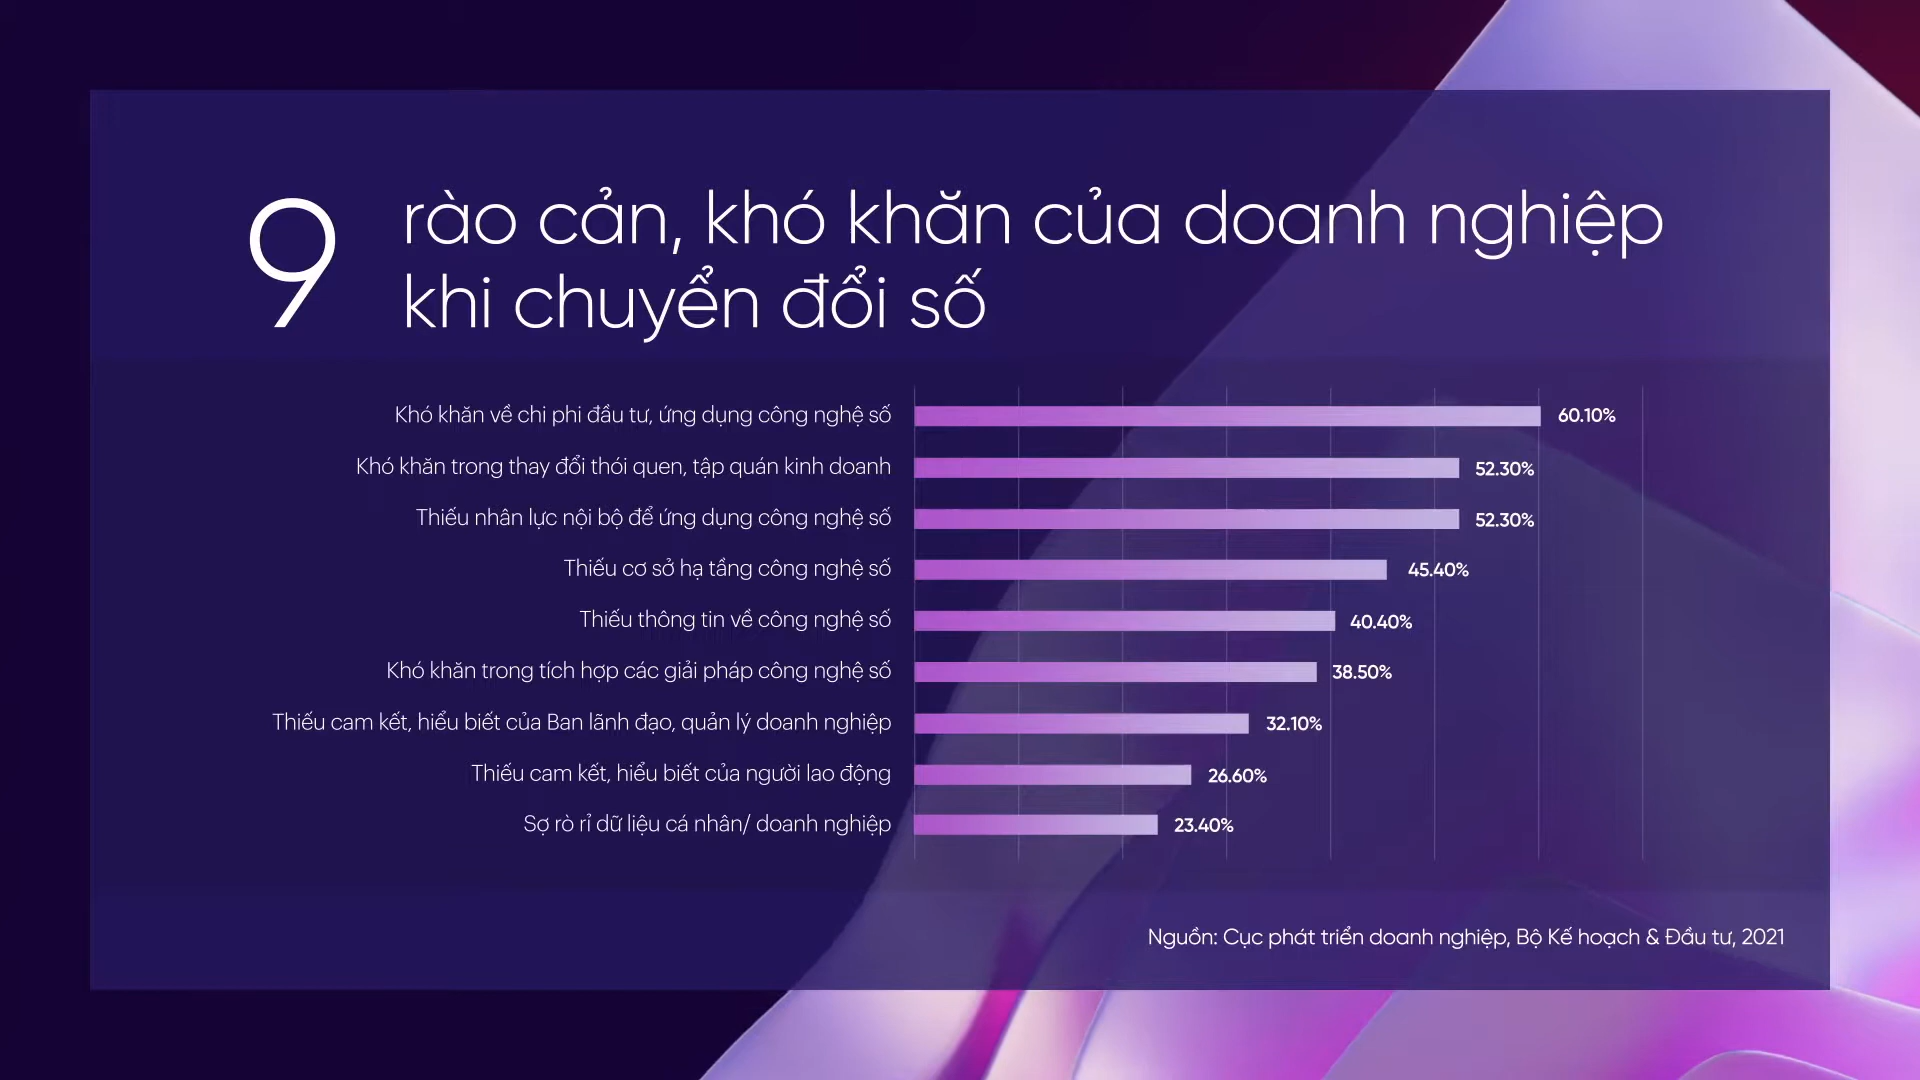 9 rào cản, khó khăn của doanh nghiệp
khi chuyển đổi số
Khó khăn về chi phi đầu tư, ứng dụng công nghệ số 60.10%
Khó khăn trong thay đổi thói quen, tập quán kinh doanh 52.30%
Thiếu nhân lực nội bộ để ứng dụng công nghệ số 52.30%
Thiếu cơ sở hạ tầng công nghệ số 45.40%
Thiếu thông tin về công nghệ số 40.40%
Khó khăn trong tích hợp các giải pháp công nghệ số 38.50%
Thiếu cam kết, hiểu biết của Ban lãnh đạo, quản lý doanh nghiệp 32.10%
Thiếu cam kết, hiểu biết của người lao động 26.60%
Sợ rò rỉ dữ liệu cá nhân/ doanh nghiệp 23.40%
Nguồn: Cục phát triển doanh nghiệp, Bộ Kế hoạch & Đầu tư, 2021